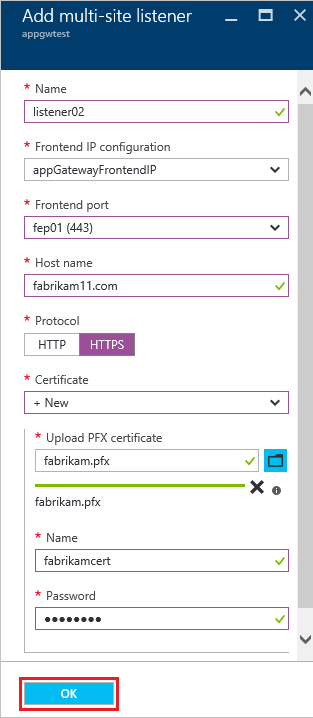 Add multi-site listener
appgwtest
* Name
listener02
* Frontend IP configuration
appGatewayFrontendIP
* Frontend port
fep01 (443)
* Host name
fabrikam11.com
* Protocol
HTTP HTTPS
* Certificate
+ New
* Upload PFX certificate
fabrikam.pfx
fabrikam.pfx
* Name
fabrikamcert
* Password
●●●●●●●●
OK